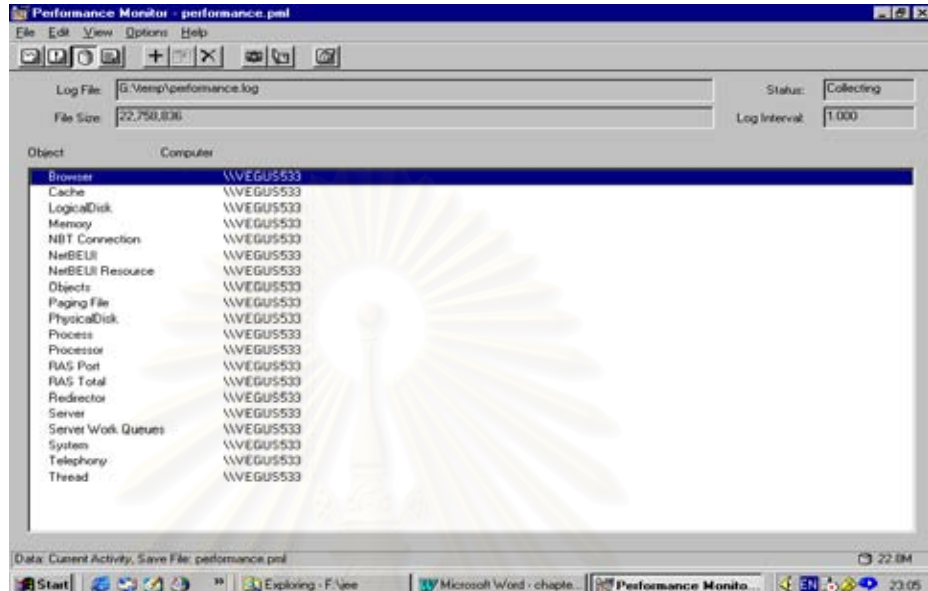 Performance Monitor - performance.pml
File Edit View Options Help
Log File: G:\temp\performance.log
Status: Collecting
File Size: 22,758,836
Log Interval: 1.000
Object Computer
Browser \\VEGUS533
Cache \\VEGUS533
LogicalDisk \\VEGUS533
Memory \\VEGUS533
NBT Connection \\VEGUS533
NetBEUI \\VEGUS533
NetBEUI Resource \\VEGUS533
Objects \\VEGUS533
Paging File \\VEGUS533
PhysicalDisk \\VEGUS533
Process \\VEGUS533
Processor \\VEGUS533
RAS Port \\VEGUS533
RAS Total \\VEGUS533
Redirector \\VEGUS533
Server \\VEGUS533
Server Work Queues \\VEGUS533
System \\VEGUS533
Telephony \\VEGUS533
Thread \\VEGUS533
Data: Current Activity, Save File: performance.pml
22.8M
Start
Exploring - F:\jee
Microsoft Word - chapte...
Performance Monito...
EN
23:05